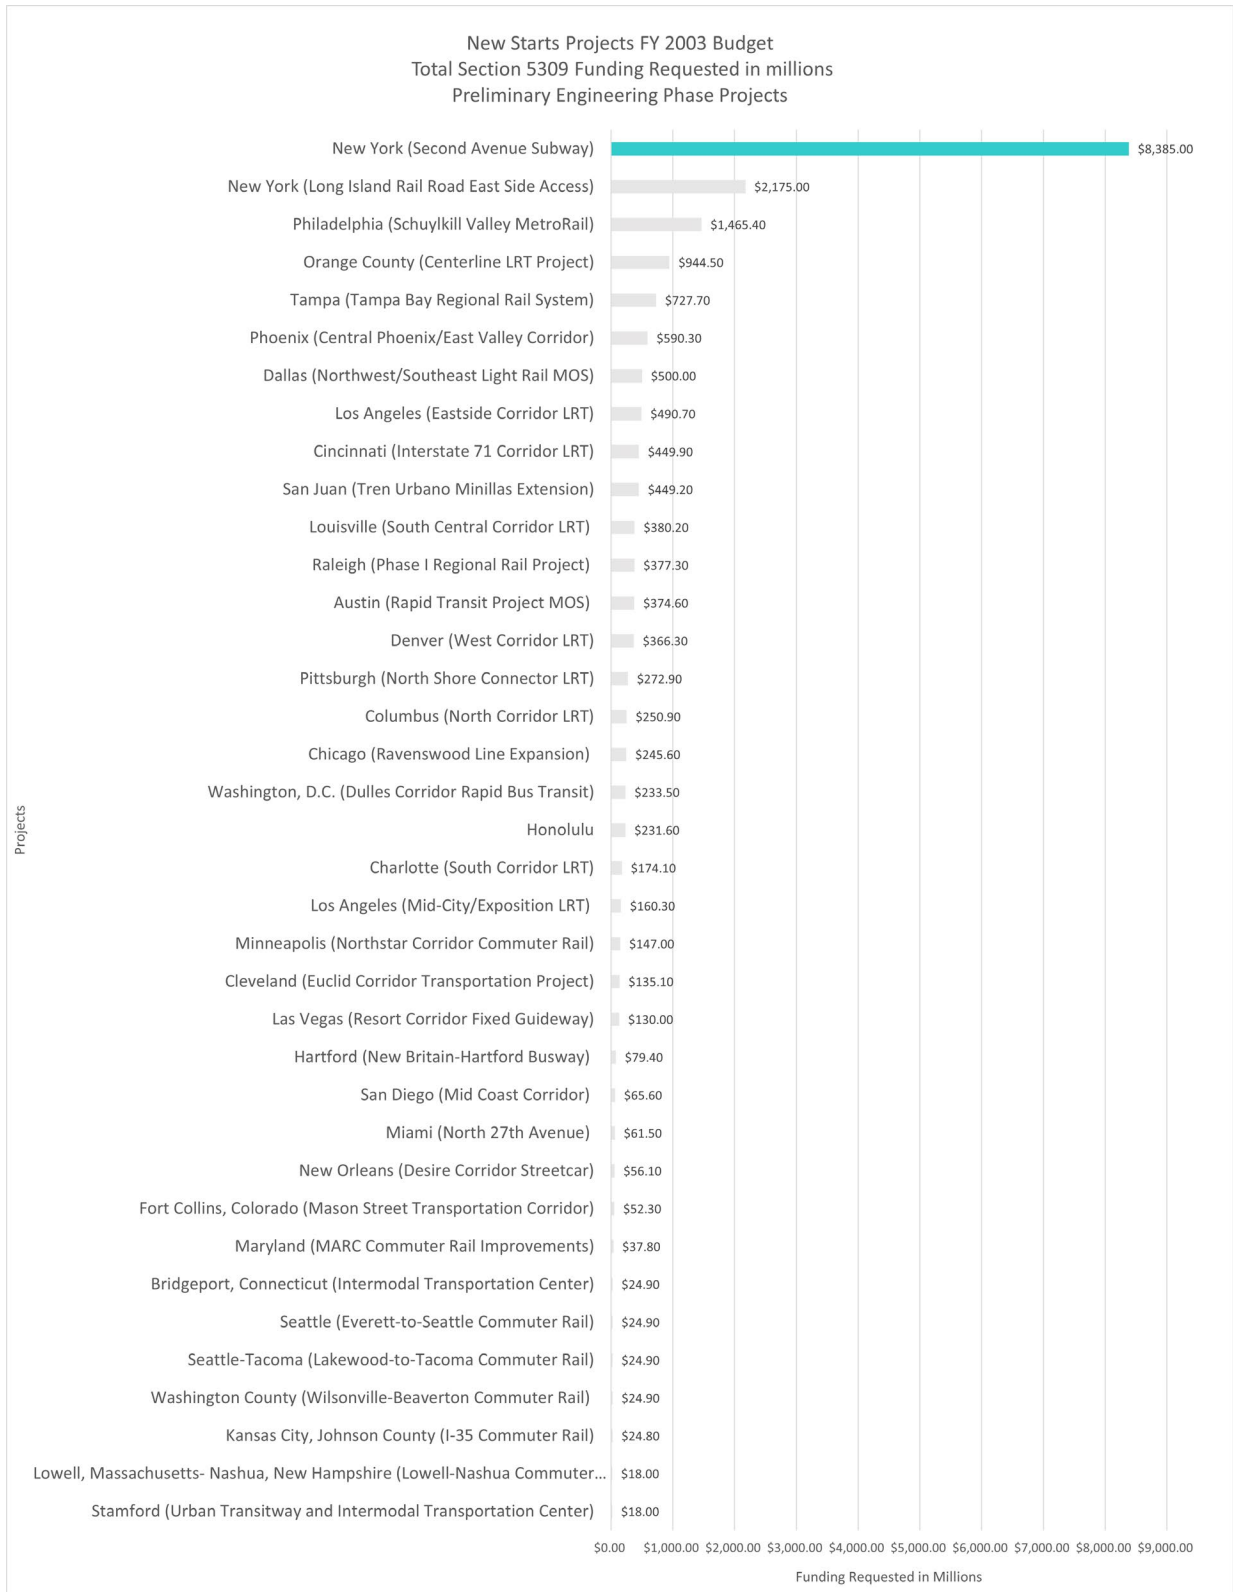 New Starts Projects FY 2003 Budget
Total Section 5309 Funding Requested in millions
Preliminary Engineering Phase Projects
New York (Second Avenue Subway) $8,385.00
New York (Long Island Rail Road East Side Access) $2,175.00
Philadelphia (Schuylkill Valley MetroRail) $1,465.40
Orange County (Centerline LRT Project) $944.50
Tampa (Tampa Bay Regional Rail System) $727.70
Phoenix (Central Phoenix/East Valley Corridor) $590.30
Dallas (Northwest/Southeast Light Rail MOS) $500.00
Los Angeles (Eastside Corridor LRT) $490.70
Cincinnati (Interstate 71 Corridor LRT) $449.90
San Juan (Tren Urbano Minillas Extension) $449.20
Louisville (South Central Corridor LRT) $380.20
Raleigh (Phase I Regional Rail Project) $377.30
Austin (Rapid Transit Project MOS) $374.60
Denver (West Corridor LRT) $366.30
Pittsburgh (North Shore Connector LRT) $272.90
Columbus (North Corridor LRT) $250.90
Chicago (Ravenswood Line Expansion) $245.60
Washington, D.C. (Dulles Corridor Rapid Bus Transit) $233.50
Projects
Honolulu $231.60
Charlotte (South Corridor LRT) $174.10
Los Angeles (Mid-City/Exposition LRT) $160.30
Minneapolis (Northstar Corridor Commuter Rail) $147.00
Cleveland (Euclid Corridor Transportation Project) $135.10
Las Vegas (Resort Corridor Fixed Guideway) $130.00
Hartford (New Britain-Hartford Busway) $79.40
San Diego (Mid Coast Corridor) $65.60
Miami (North 27th Avenue) $61.50
New Orleans (Desire Corridor Streetcar) $56.10
Fort Collins, Colorado (Mason Street Transportation Corridor) $52.30
Maryland (MARC Commuter Rail Improvements) $37.80
Bridgeport, Connecticut (Intermodal Transportation Center) $24.90
Seattle (Everett-to-Seattle Commuter Rail) $24.90
Seattle-Tacoma (Lakewood-to-Tacoma Commuter Rail) $24.90
Washington County (Wilsonville-Beaverton Commuter Rail) $24.90
Kansas City, Johnson County (I-35 Commuter Rail) $24.80
Lowell, Massachusetts- Nashua, New Hampshire (Lowell-Nashua Commuter... $18.00
Stamford (Urban Transitway and Intermodal Transportation Center) $18.00
$0.00 $1,000.00 $2,000.00 $3,000.00 $4,000.00 $5,000.00 $6,000.00 $7,000.00 $8,000.00 $9,000.00
Funding Requested in Millions